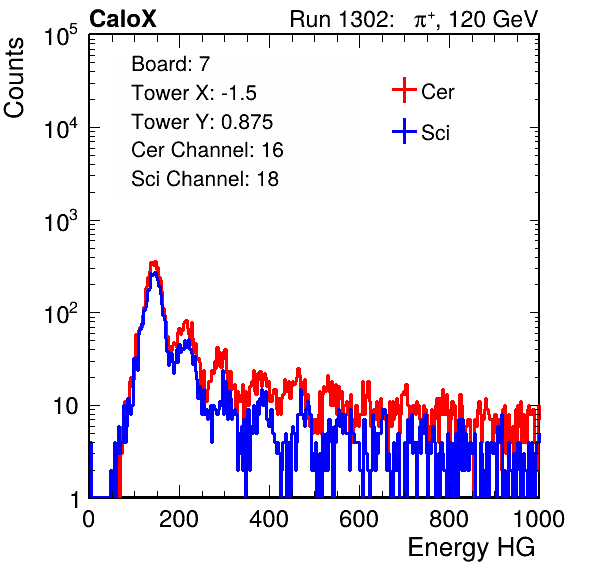 CaloX Run 1302: π⁺, 120 GeV
Counts
10⁵
10⁴
10³
10²
10
1
Board: 7
Tower X: -1.5
Tower Y: 0.875
Cer Channel: 16
Sci Channel: 18
Cer
Sci
0 200 400 600 800 1000
Energy HG